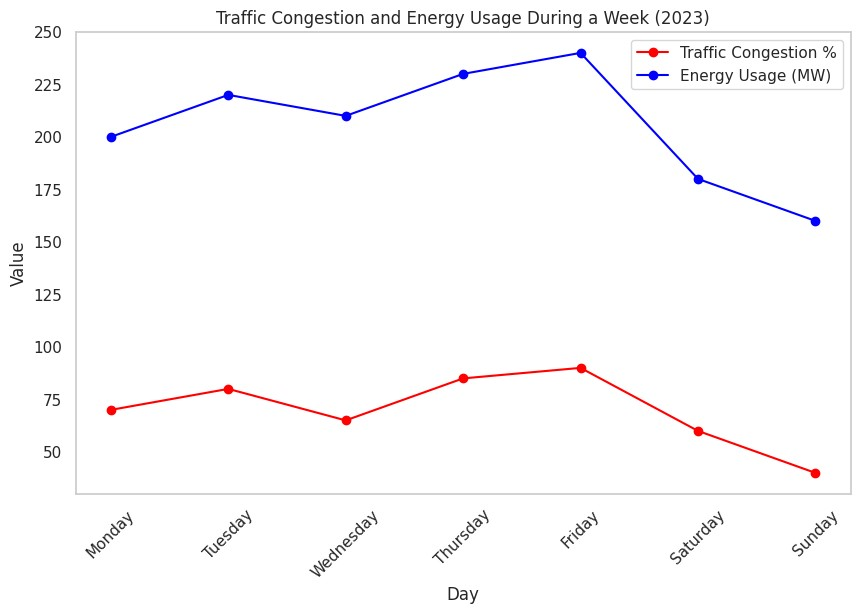 Traffic Congestion and Energy Usage During a Week (2023)
Traffic Congestion %
Energy Usage (MW)
250
225
200
175
150
125
100
75
50
Value
Monday
Tuesday
Wednesday
Thursday
Friday
Saturday
Sunday
Day